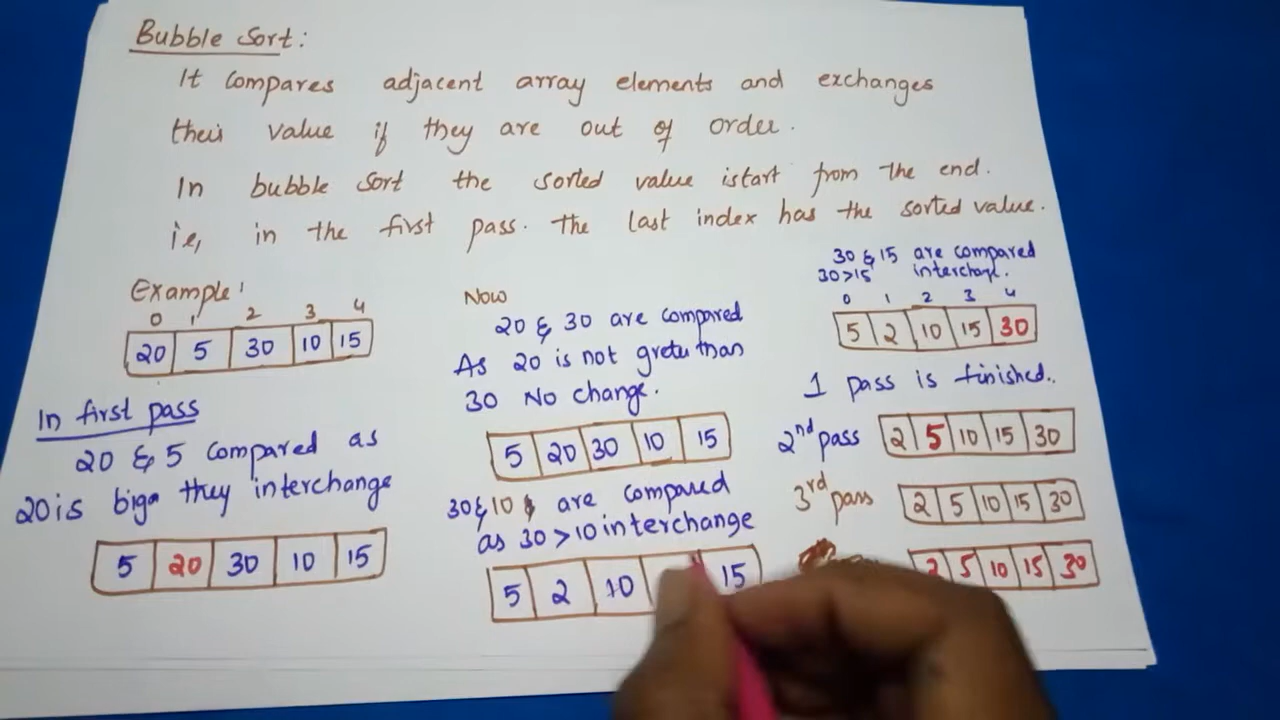 Bubble Sort:
It compares adjacent array elements and exchanges
their value if they are out of order.
In bubble sort the sorted value istart from the end.
ie, in the first pass. the last index has the sorted value.
Example:
0 1 2 3 4
20 5 30 10 15
In first pass
20 & 5 compared as
20 is biga they interchange
5 20 30 10 15
Now
20 & 30 are compared
As 20 is not greter than
30 No change.
5 20 30 10 15
30 & 10 are compared
as 30 > 10 interchange
5 2 10 15
30 & 15 are compared
30>15 interchange.
0 1 2 3 4
5 2 10 15 30
1 pass is finished..
2nd pass 2 5 10 15 30
3rd pass 2 5 10 15 30
2 5 10 15 30